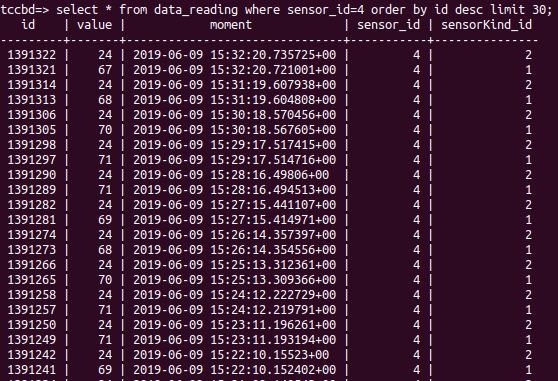 tccbd=> select * from data_reading where sensor_id=4 order by id desc limit 30;
id | value | moment | sensor_id | sensorKind_id
---------+-------+-------------------------------+-----------+---------------
1391322 | 24 | 2019-06-09 15:32:20.735725+00 | 4 | 2
1391321 | 67 | 2019-06-09 15:32:20.721001+00 | 4 | 1
1391314 | 24 | 2019-06-09 15:31:19.607938+00 | 4 | 2
1391313 | 68 | 2019-06-09 15:31:19.604808+00 | 4 | 1
1391306 | 24 | 2019-06-09 15:30:18.570456+00 | 4 | 2
1391305 | 70 | 2019-06-09 15:30:18.567605+00 | 4 | 1
1391298 | 24 | 2019-06-09 15:29:17.517415+00 | 4 | 2
1391297 | 71 | 2019-06-09 15:29:17.514716+00 | 4 | 1
1391290 | 24 | 2019-06-09 15:28:16.49806+00 | 4 | 2
1391289 | 71 | 2019-06-09 15:28:16.494513+00 | 4 | 1
1391282 | 24 | 2019-06-09 15:27:15.441107+00 | 4 | 2
1391281 | 69 | 2019-06-09 15:27:15.414971+00 | 4 | 1
1391274 | 24 | 2019-06-09 15:26:14.357397+00 | 4 | 2
1391273 | 68 | 2019-06-09 15:26:14.354556+00 | 4 | 1
1391266 | 24 | 2019-06-09 15:25:13.312361+00 | 4 | 2
1391265 | 70 | 2019-06-09 15:25:13.309366+00 | 4 | 1
1391258 | 24 | 2019-06-09 15:24:12.222729+00 | 4 | 2
1391257 | 71 | 2019-06-09 15:24:12.219791+00 | 4 | 1
1391250 | 24 | 2019-06-09 15:23:11.196261+00 | 4 | 2
1391249 | 71 | 2019-06-09 15:23:11.193194+00 | 4 | 1
1391242 | 24 | 2019-06-09 15:22:10.15523+00 | 4 | 2
1391241 | 69 | 2019-06-09 15:22:10.152402+00 | 4 | 1